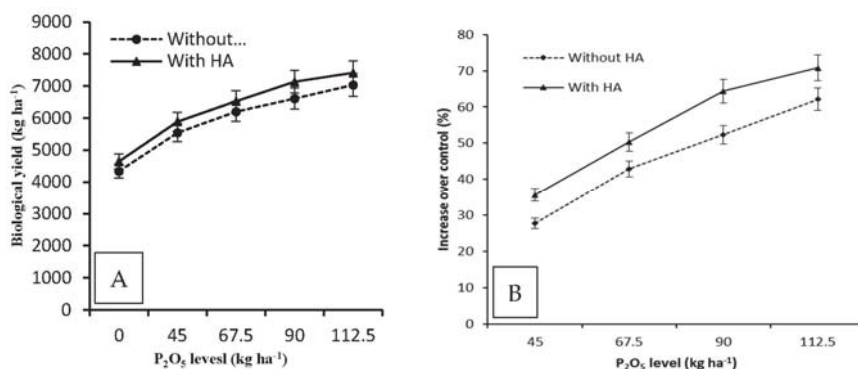 9000
8000
7000
6000
5000
4000
3000
2000
1000
0
Biological yield (kg ha⁻¹)
Without...
With HA
A
0 45 67.5 90 112.5
P₂O₅ levesl (kg ha⁻¹)
80
70
60
50
40
30
20
10
0
Increase over control (%)
Without HA
With HA
B
45 67.5 90 112.5
P₂O₅ level (kg ha⁻¹)